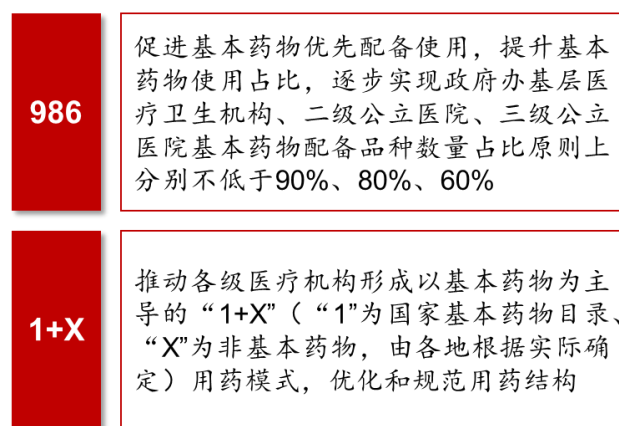 986
促进基本药物优先配备使用，提升基本
药物使用占比，逐步实现政府办基层医
疗卫生机构、二级公立医院、三级公立
医院基本药物配备品种数量占比原则上
分别不低于90%、80%、60%
1+X
推动各级医疗机构形成以基本药物为主
导的“1+X”（“1”为国家基本药物目录、
“X”为非基本药物，由各地根据实际确
定）用药模式，优化和规范用药结构